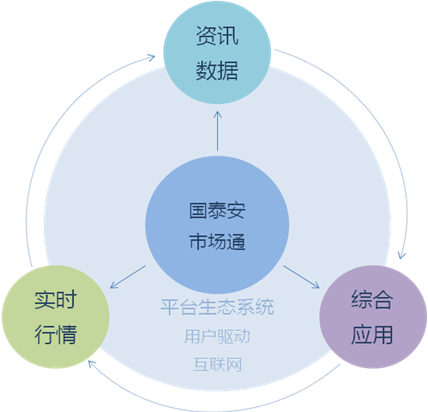 资讯
数据
国泰安
市场通
实时
行情
综合
应用
平台生态系统
用户驱动
互联网